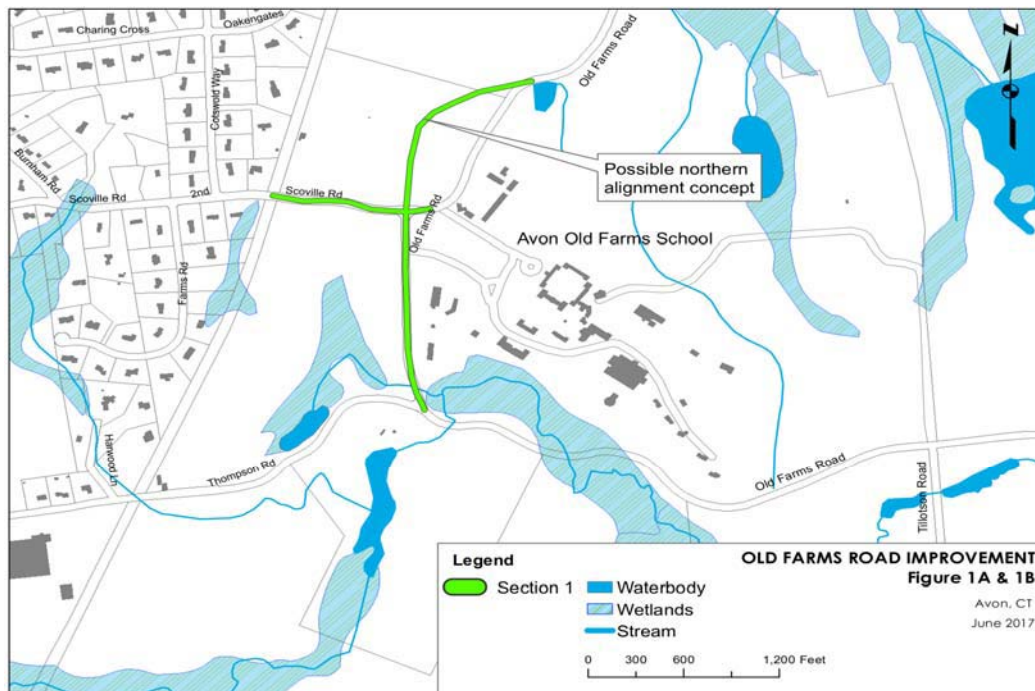 Oakengates
Charing Cross
Cotswold Way
Old Farms Road
Burnham Rd
Scoville Rd
2nd
Scoville Rd
Possible northern
alignment concept
Old Farms Rd
Avon Old Farms School
Farms Rd
Harwood Ln
Thompson Rd
Old Farms Road
Tillotson Road
Legend
Section 1
Waterbody
Wetlands
Stream
0 300 600 1,200 Feet
OLD FARMS ROAD IMPROVEMENT
Figure 1A & 1B
Avon, CT
June 2017